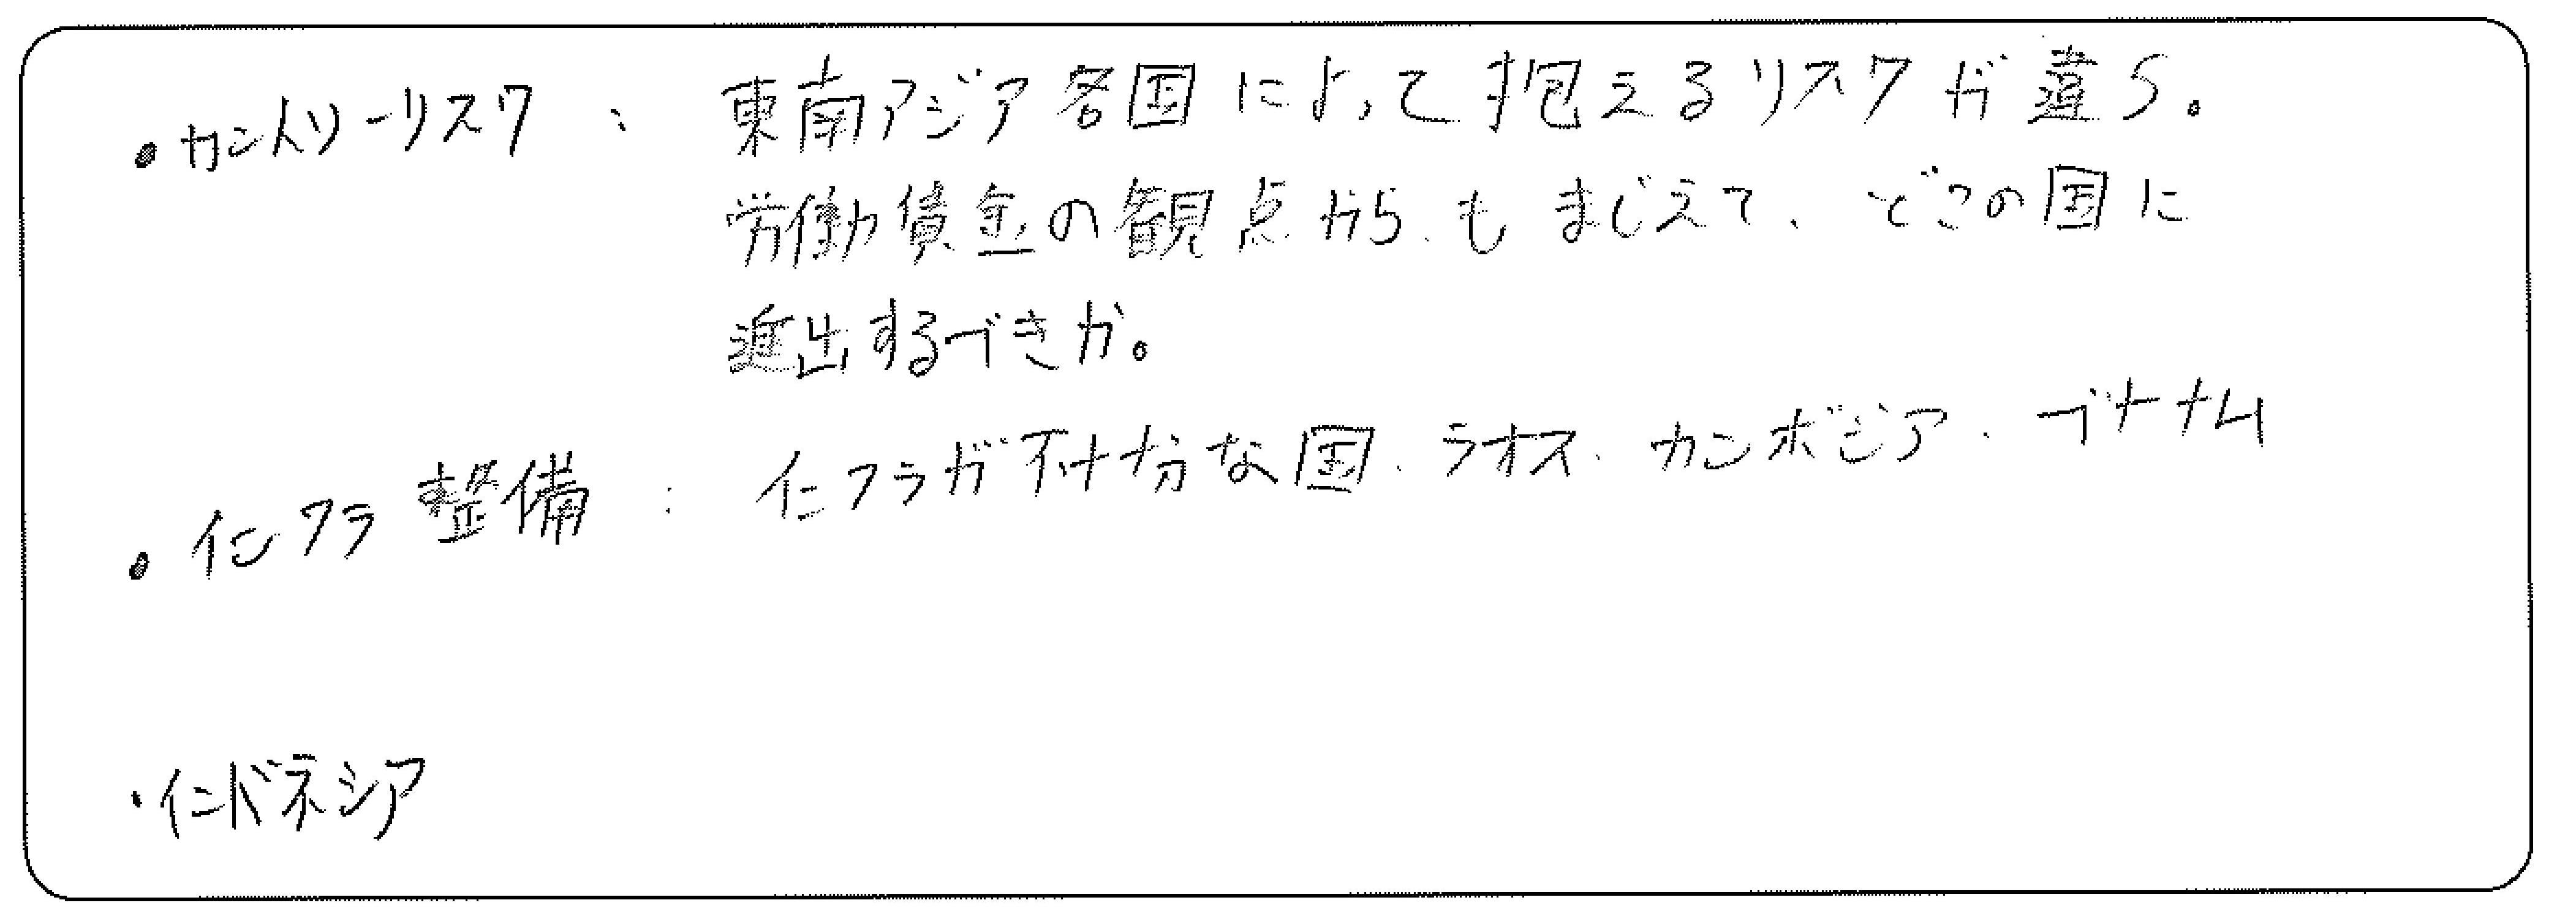 ・カントリーリスク： 東南アジア各国によって抱えるリスクが違う。
労働賃金の観点からもまじえて、どこの国に
進出するべきか。
・インフラ整備： インフラが不十分な国、ラオス、カンボジア、ベトナム
・インドネシア